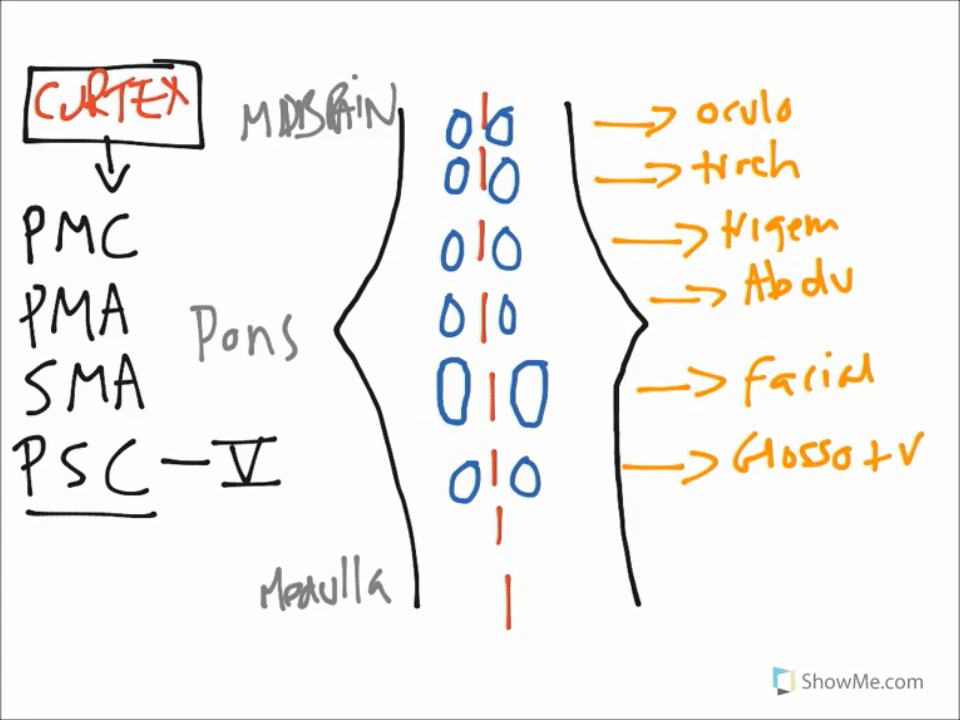 CORTEX
PMC
PMA
SMA
PSC – V
MIDBRAIN
Pons
Medulla
→ oculo
→ troch
→ trigem
→ Abdu
→ Facial
→ Glosso + V
ShowMe.com